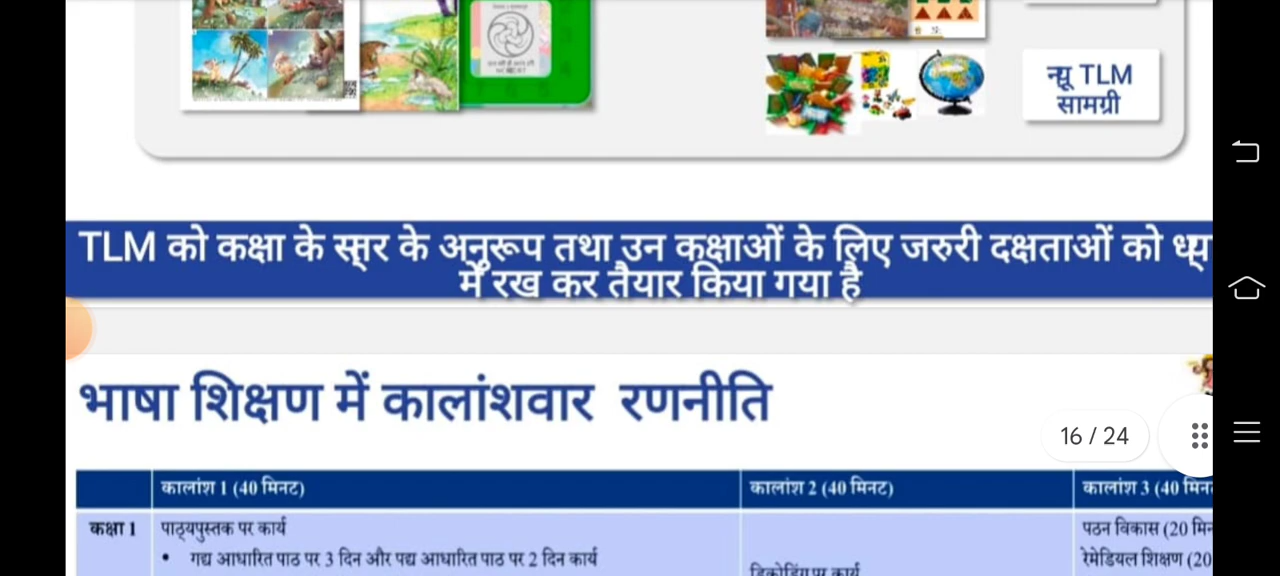 न्यू TLM
सामग्री
TLM को कक्षा के स्तर के अनुरूप तथा उन कक्षाओं के लिए जरुरी दक्षताओं को
में रख कर तैयार किया गया है
भाषा शिक्षण में कालांशवार रणनीति
16 / 24
कालांश 1 (40 मिनट)
कालांश 2 (40 मिनट)
कालांश 3 (40
कक्षा 1
पाठ्यपुस्तक पर कार्य
पठन विकास (20
• गद्य आधारित पाठ पर 3 दिन और पद्य आधारित पाठ पर 2 दिन कार्य
रेमेडियल शिक्षण (20
डिकोडिंग पर कार्य